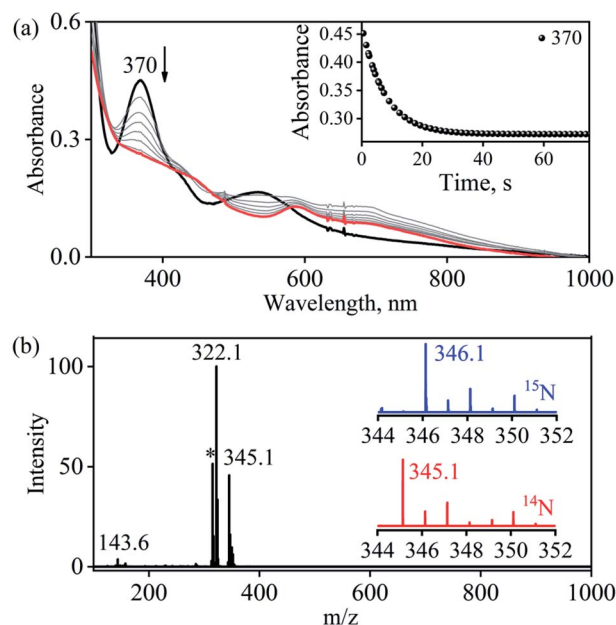 (a)
0.6
0.3
0.0
Absorbance
370
400
600
800
1000
Wavelength, nm
0.45
0.40
0.35
0.30
Absorbance
370
0
20
40
60
Time, s
(b)
100
50
0
Intensity
322.1
*
345.1
143.6
200
400
600
800
1000
m/z
346.1
¹⁵N
344 346 348 350 352
345.1
¹⁴N
344 346 348 350 352